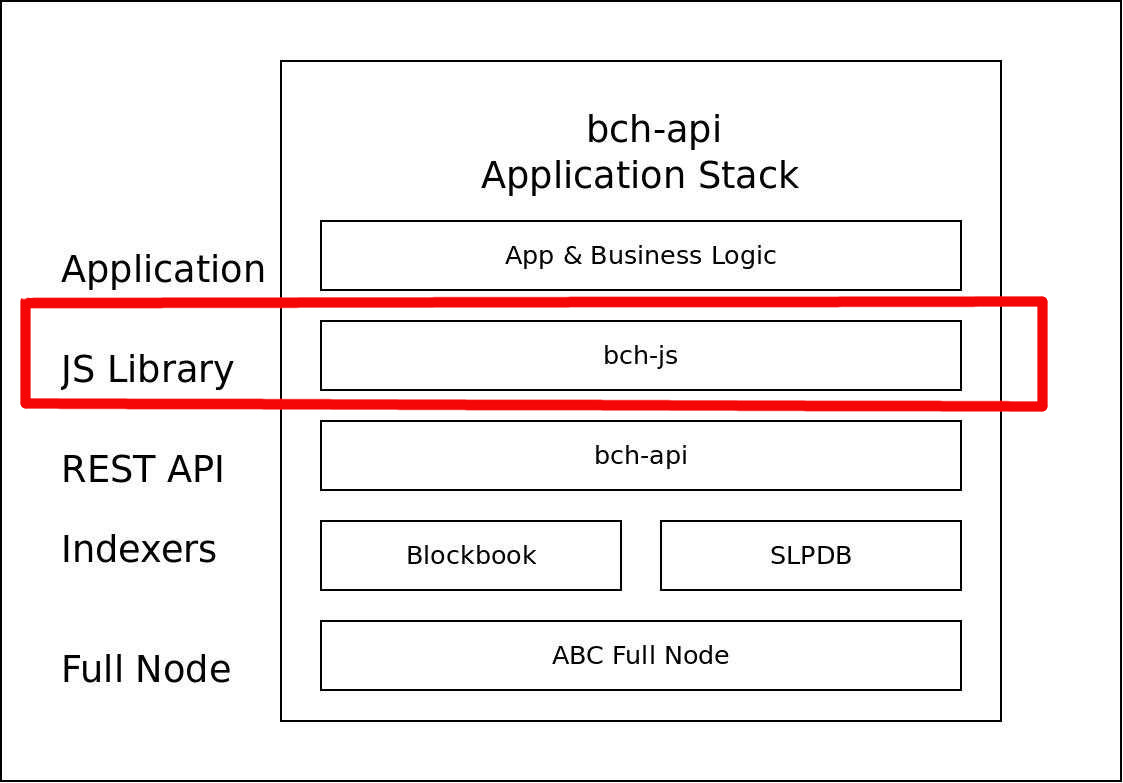 bch-api
Application Stack
Application
App & Business Logic
JS Library
bch-js
REST API
bch-api
Indexers
Blockbook
SLPDB
Full Node
ABC Full Node